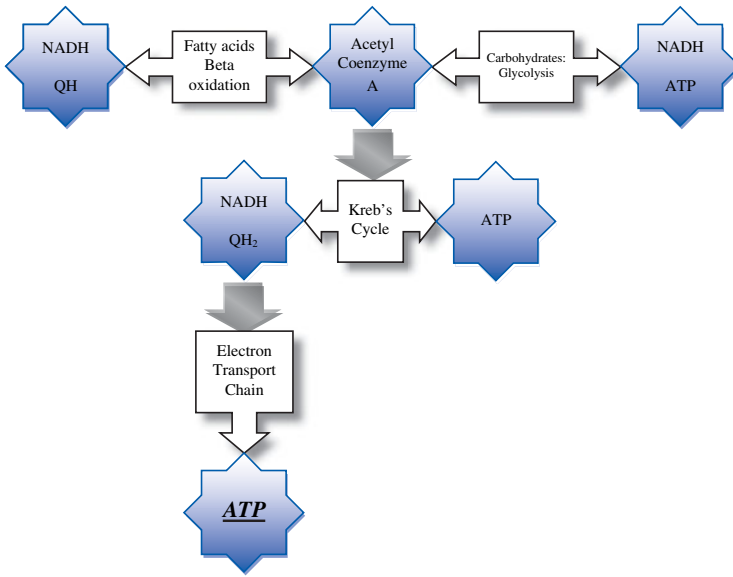 NADH
QH
Fatty acids
Beta
oxidation
Acetyl
Coenzyme
A
Carbohydrates:
Glycolysis
NADH
ATP
NADH
QH₂
Kreb's
Cycle
ATP
Electron
Transport
Chain
ATP